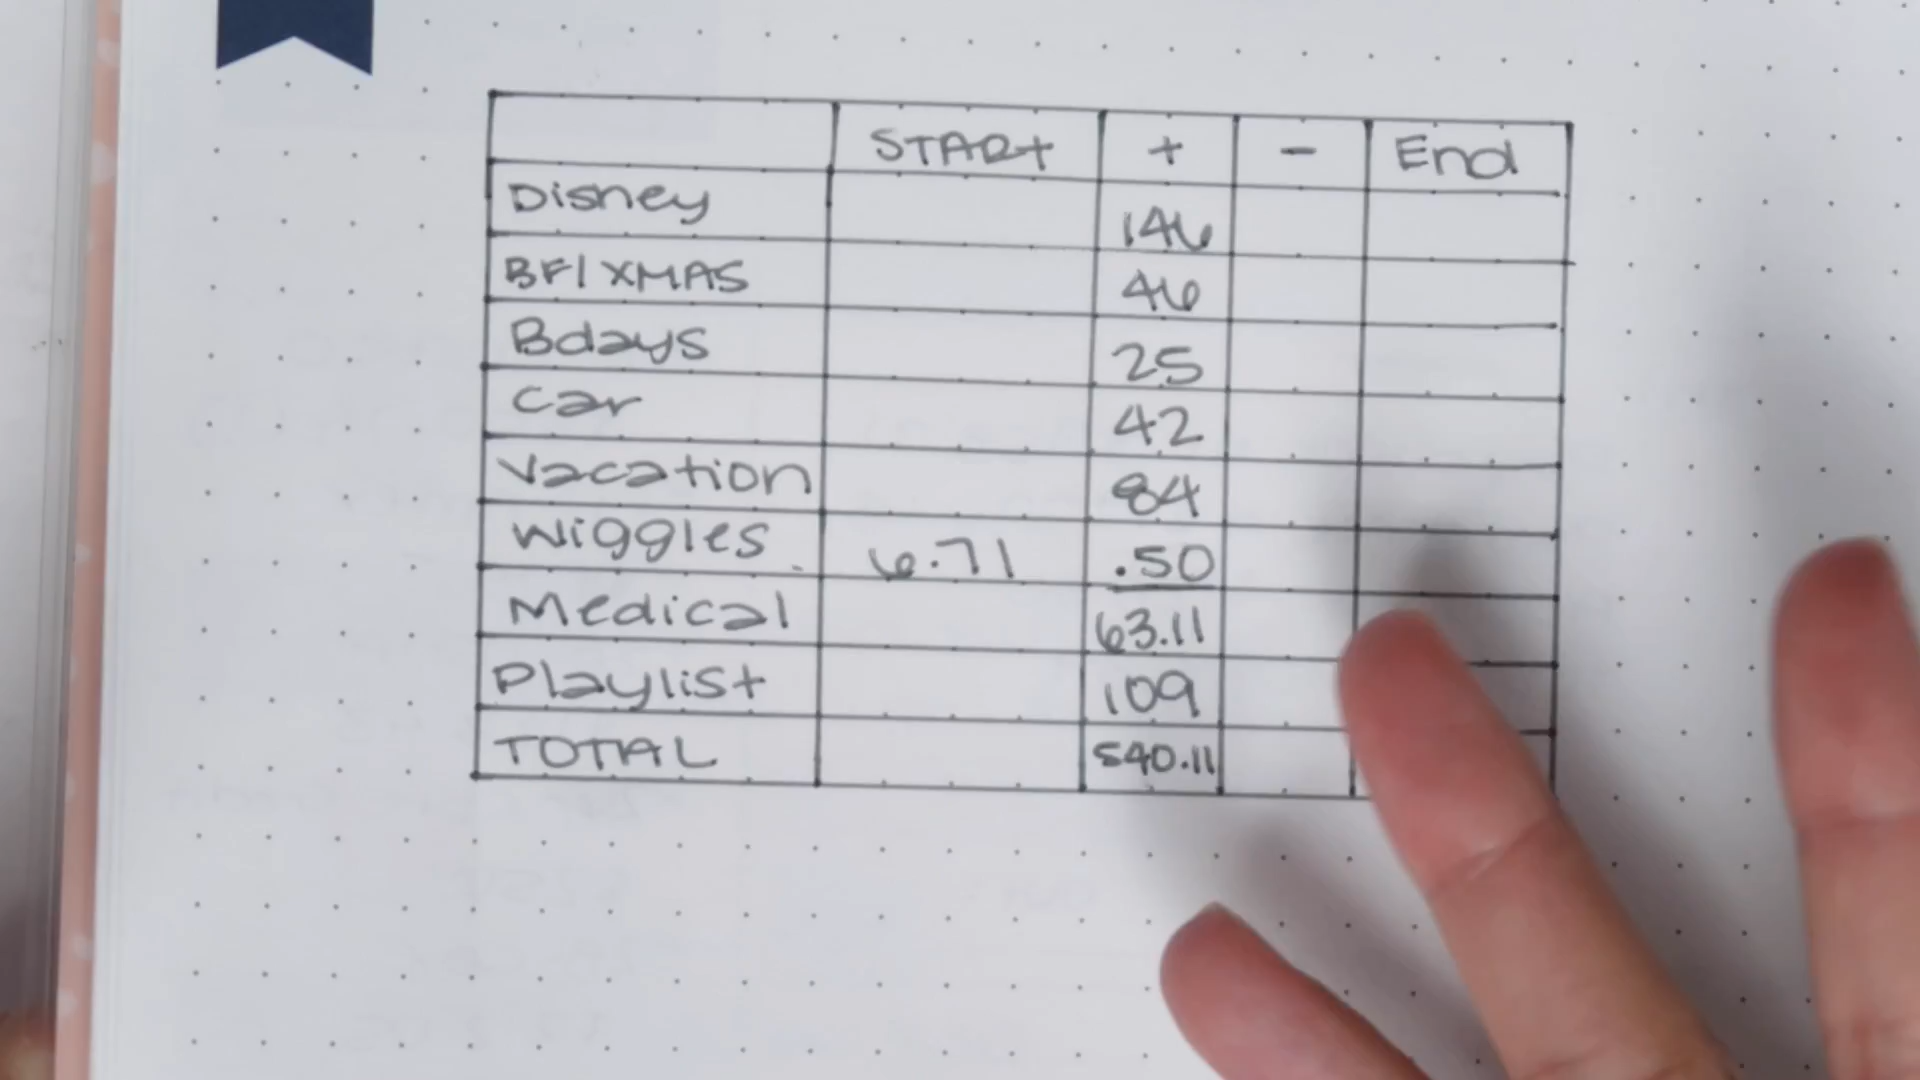 START + - End
Disney 146
BF/XMAS 46
Bdays 25
Car 42
Vacation 84
Wiggles 6.71 .50
Medical 63.11
Playlist 109
TOTAL 540.11